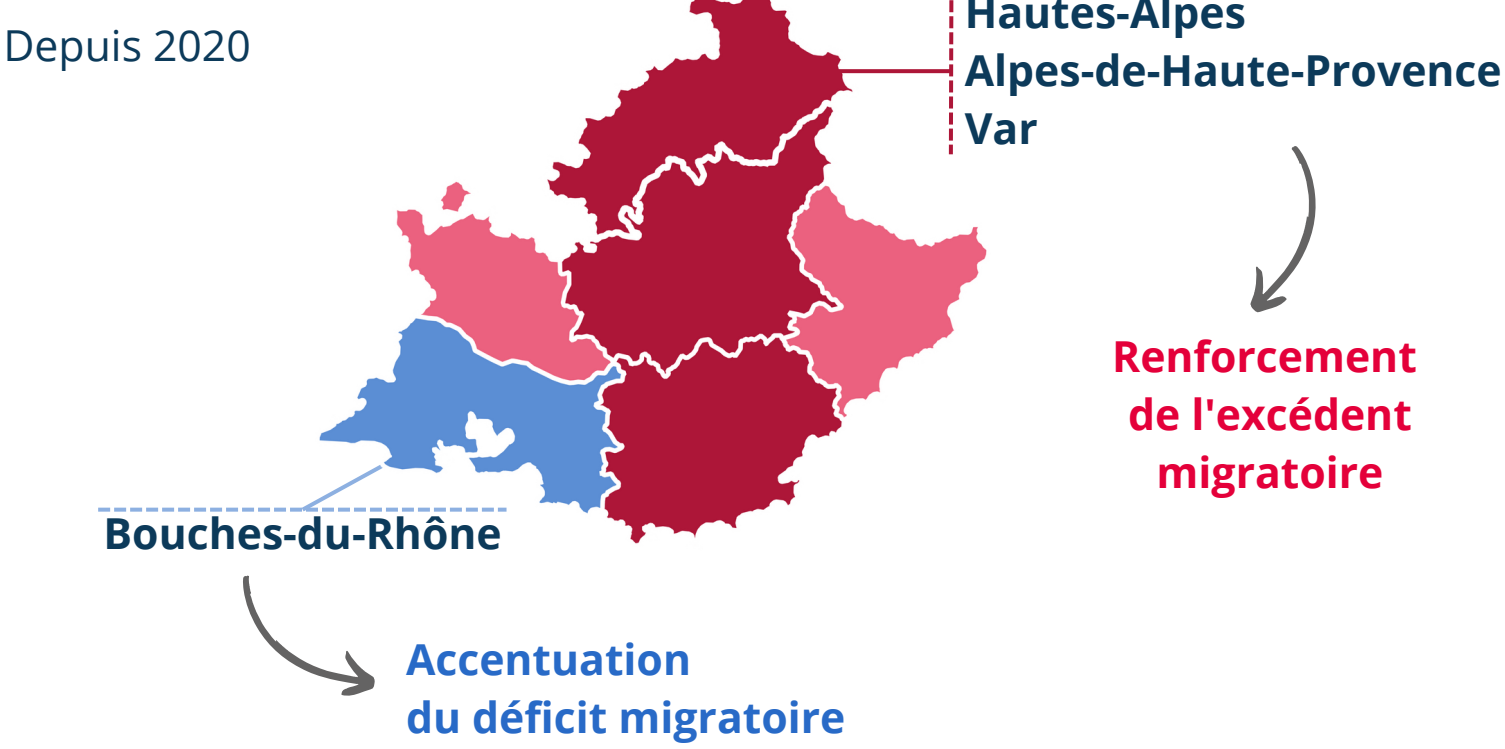 Depuis 2020
Hautes-Alpes
Alpes-de-Haute-Provence
Var
Renforcement
de l'excédent
migratoire
Bouches-du-Rhône
Accentuation
du déficit migratoire